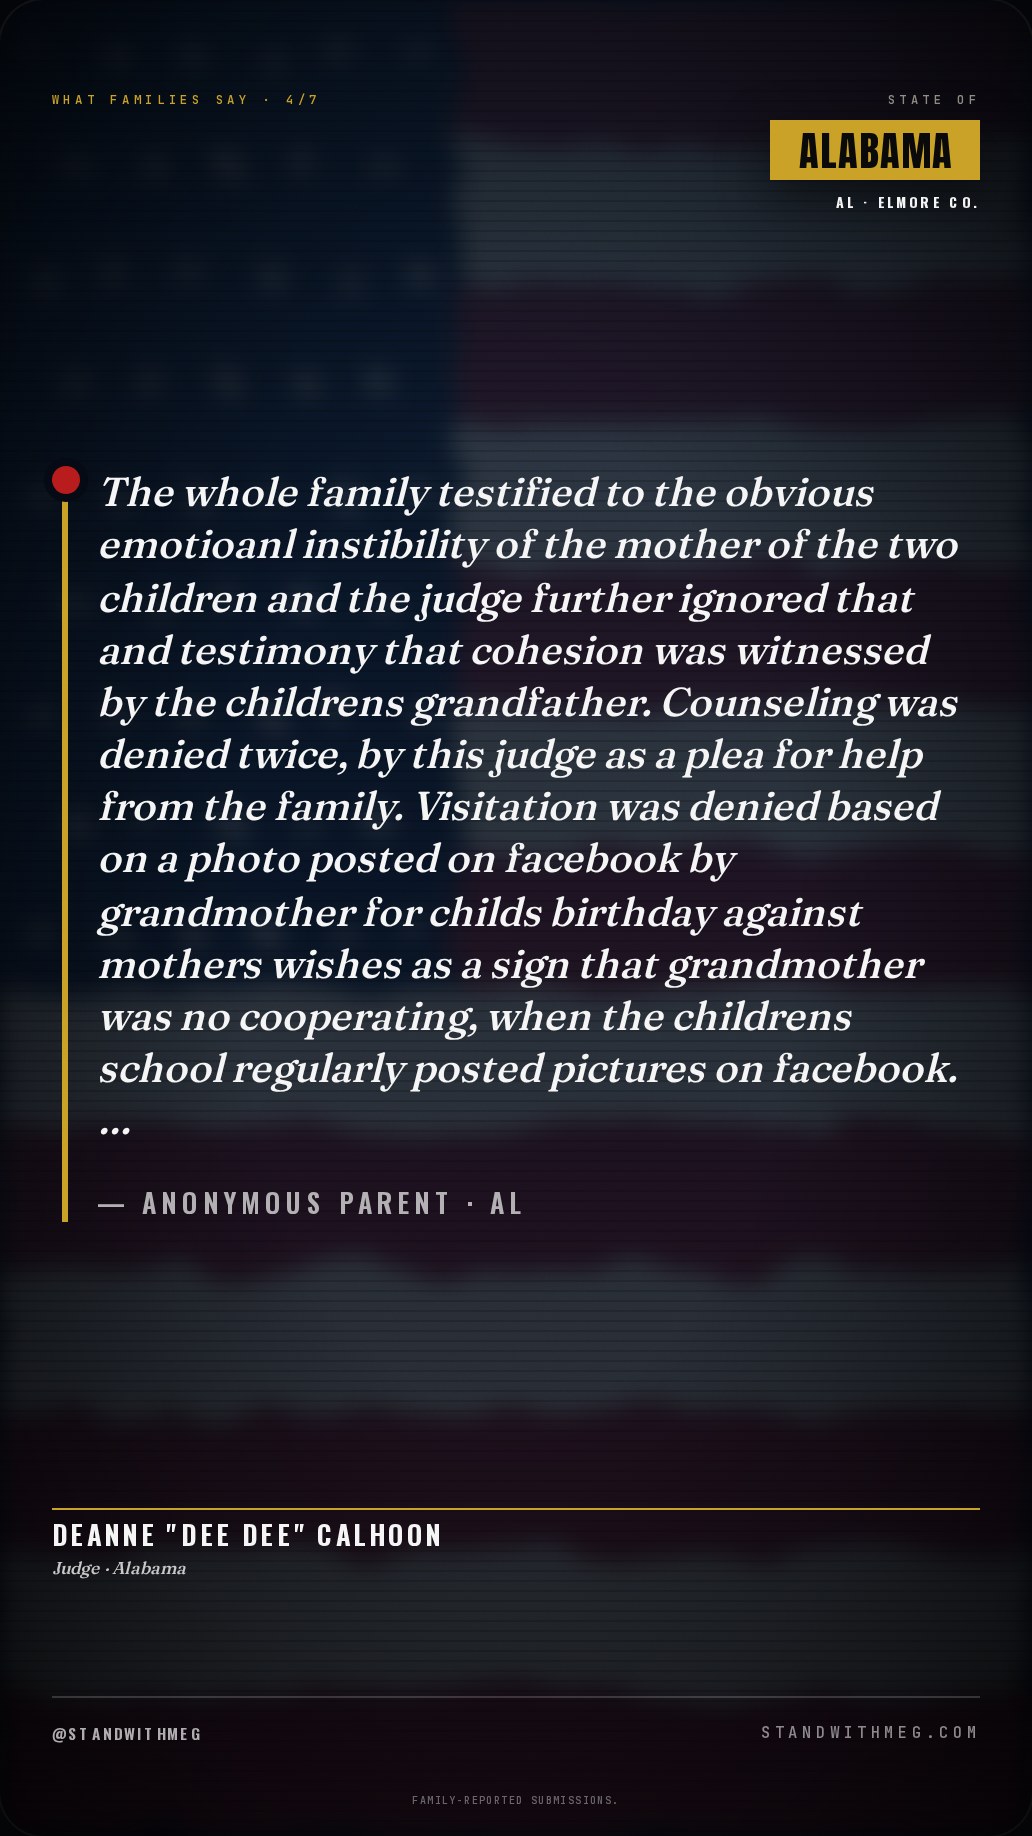 WHAT FAMILIES SAY · 4/7
STATE OF
ALABAMA
AL · ELMORE CO.
The whole family testified to the obvious
emotioanl instibility of the mother of the two
children and the judge further ignored that
and testimony that cohesion was witnessed
by the childrens grandfather. Counseling was
denied twice, by this judge as a plea for help
from the family. Visitation was denied based
on a photo posted on facebook by
grandmother for childs birthday against
mothers wishes as a sign that grandmother
was no cooperating, when the childrens
school regularly posted pictures on facebook.
...
— ANONYMOUS PARENT · AL
DEANNE "DEE DEE" CALHOON
Judge · Alabama
@STANDWITHMEG
STANDWITHMEG.COM
FAMILY-REPORTED SUBMISSIONS.